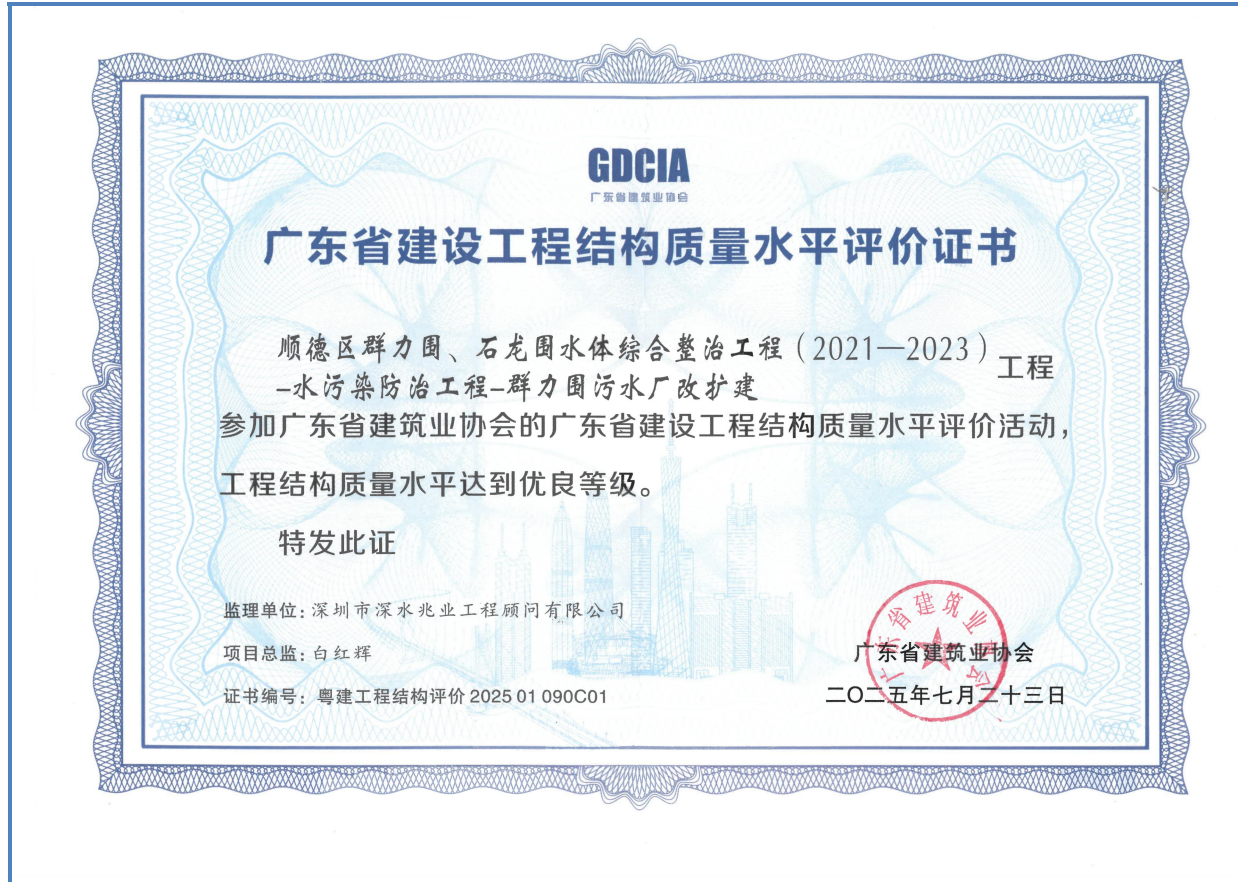 GDCIA
广东省建筑业协会
广东省建设工程结构质量水平评价证书
顺德区群力围、石龙围水体综合整治工程（2021—2023）工程
-水污染防治工程-群力围污水厂改扩建
参加广东省建筑业协会的广东省建设工程结构质量水平评价活动，
工程结构质量水平达到优良等级。
特发此证
监理单位：深圳市深水兆业工程顾问有限公司
项目总监：白红辉
证书编号：粤建工程结构评价 2025 01 090C01
广东省建筑业协会
广东省建筑业协会
二〇二五年七月二十三日